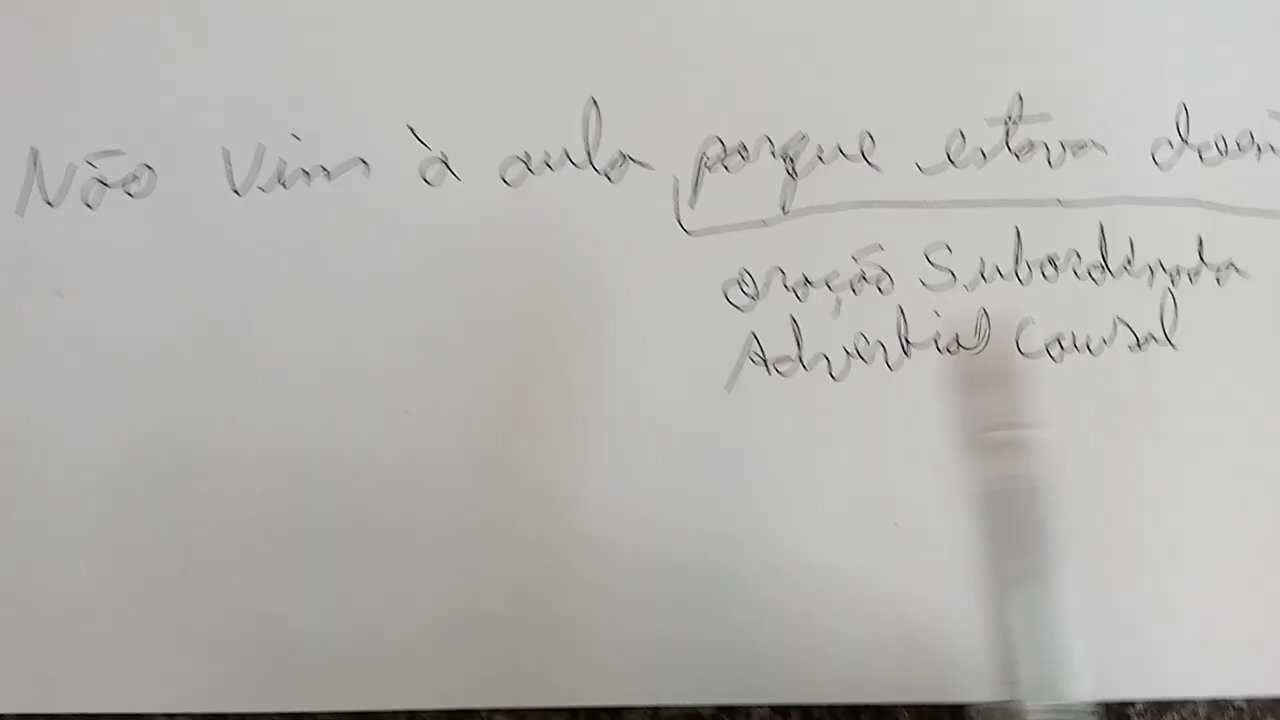 Não vim à aula porque estava
oração Subordinada
Adverbial causal